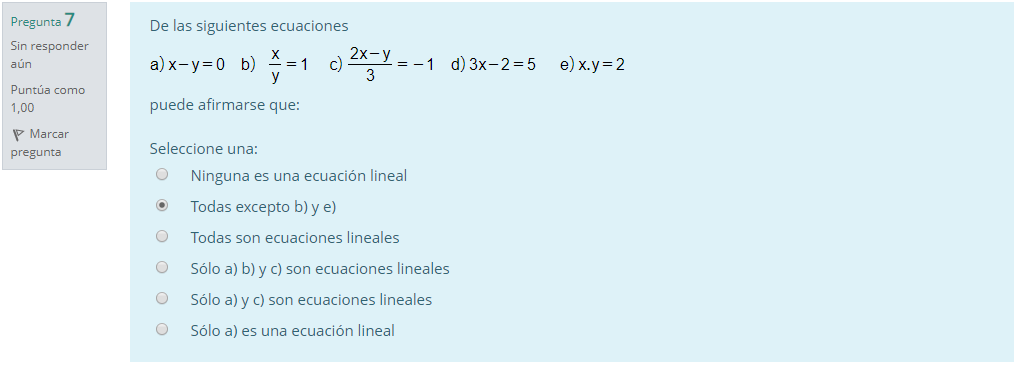 Pregunta 7
Sin responder
aún
Puntúa como
1,00
Marcar
pregunta
De las siguientes ecuaciones
a) x − y = 0 b) x/y = 1 c) (2x − y)/3 = − 1 d) 3x − 2 = 5 e) x.y = 2
puede afirmarse que:
Seleccione una:
Ninguna es una ecuación lineal
Todas excepto b) y e)
Todas son ecuaciones lineales
Sólo a) b) y c) son ecuaciones lineales
Sólo a) y c) son ecuaciones lineales
Sólo a) es una ecuación lineal